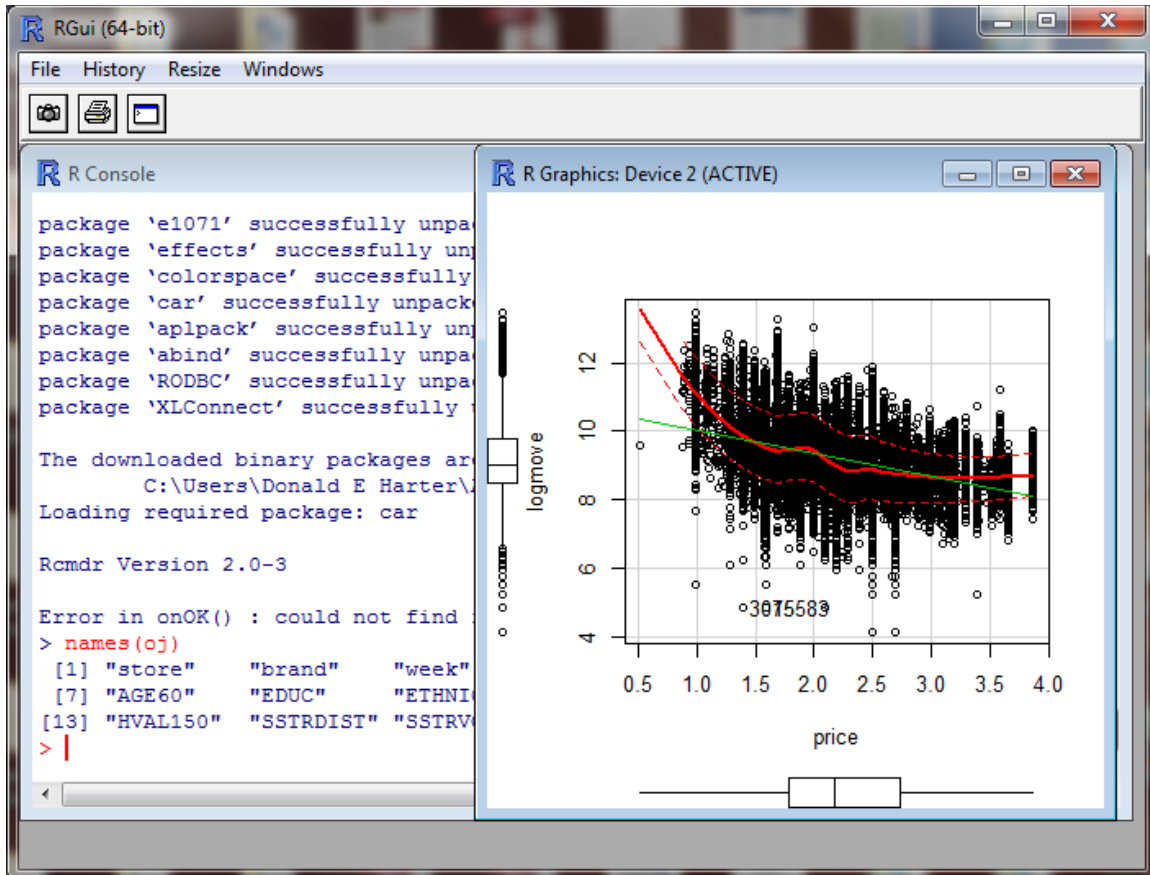 RGui (64-bit)
File History Resize Windows
R Console
package ‘e1071’ successfully unpa
package ‘effects’ successfully un
package ‘colorspace’ successfully
package ‘car’ successfully unpack
package ‘aplpack’ successfully un
package ‘abind’ successfully unpa
package ‘RODBC’ successfully unpa
package ‘XLConnect’ successfully
The downloaded binary packages are
C:\Users\Donald E Harter\
Loading required package: car
Rcmdr Version 2.0-3
Error in onOK() : could not find
> names(oj)
[1] "store" "brand" "week"
[7] "AGE60" "EDUC" "ETHNI
[13] "HVAL150" "SSTRDIST" "SSTRV
>
R Graphics: Device 2 (ACTIVE)
12
10
8
6
4
logmove
0.5 1.0 1.5 2.0 2.5 3.0 3.5 4.0
price